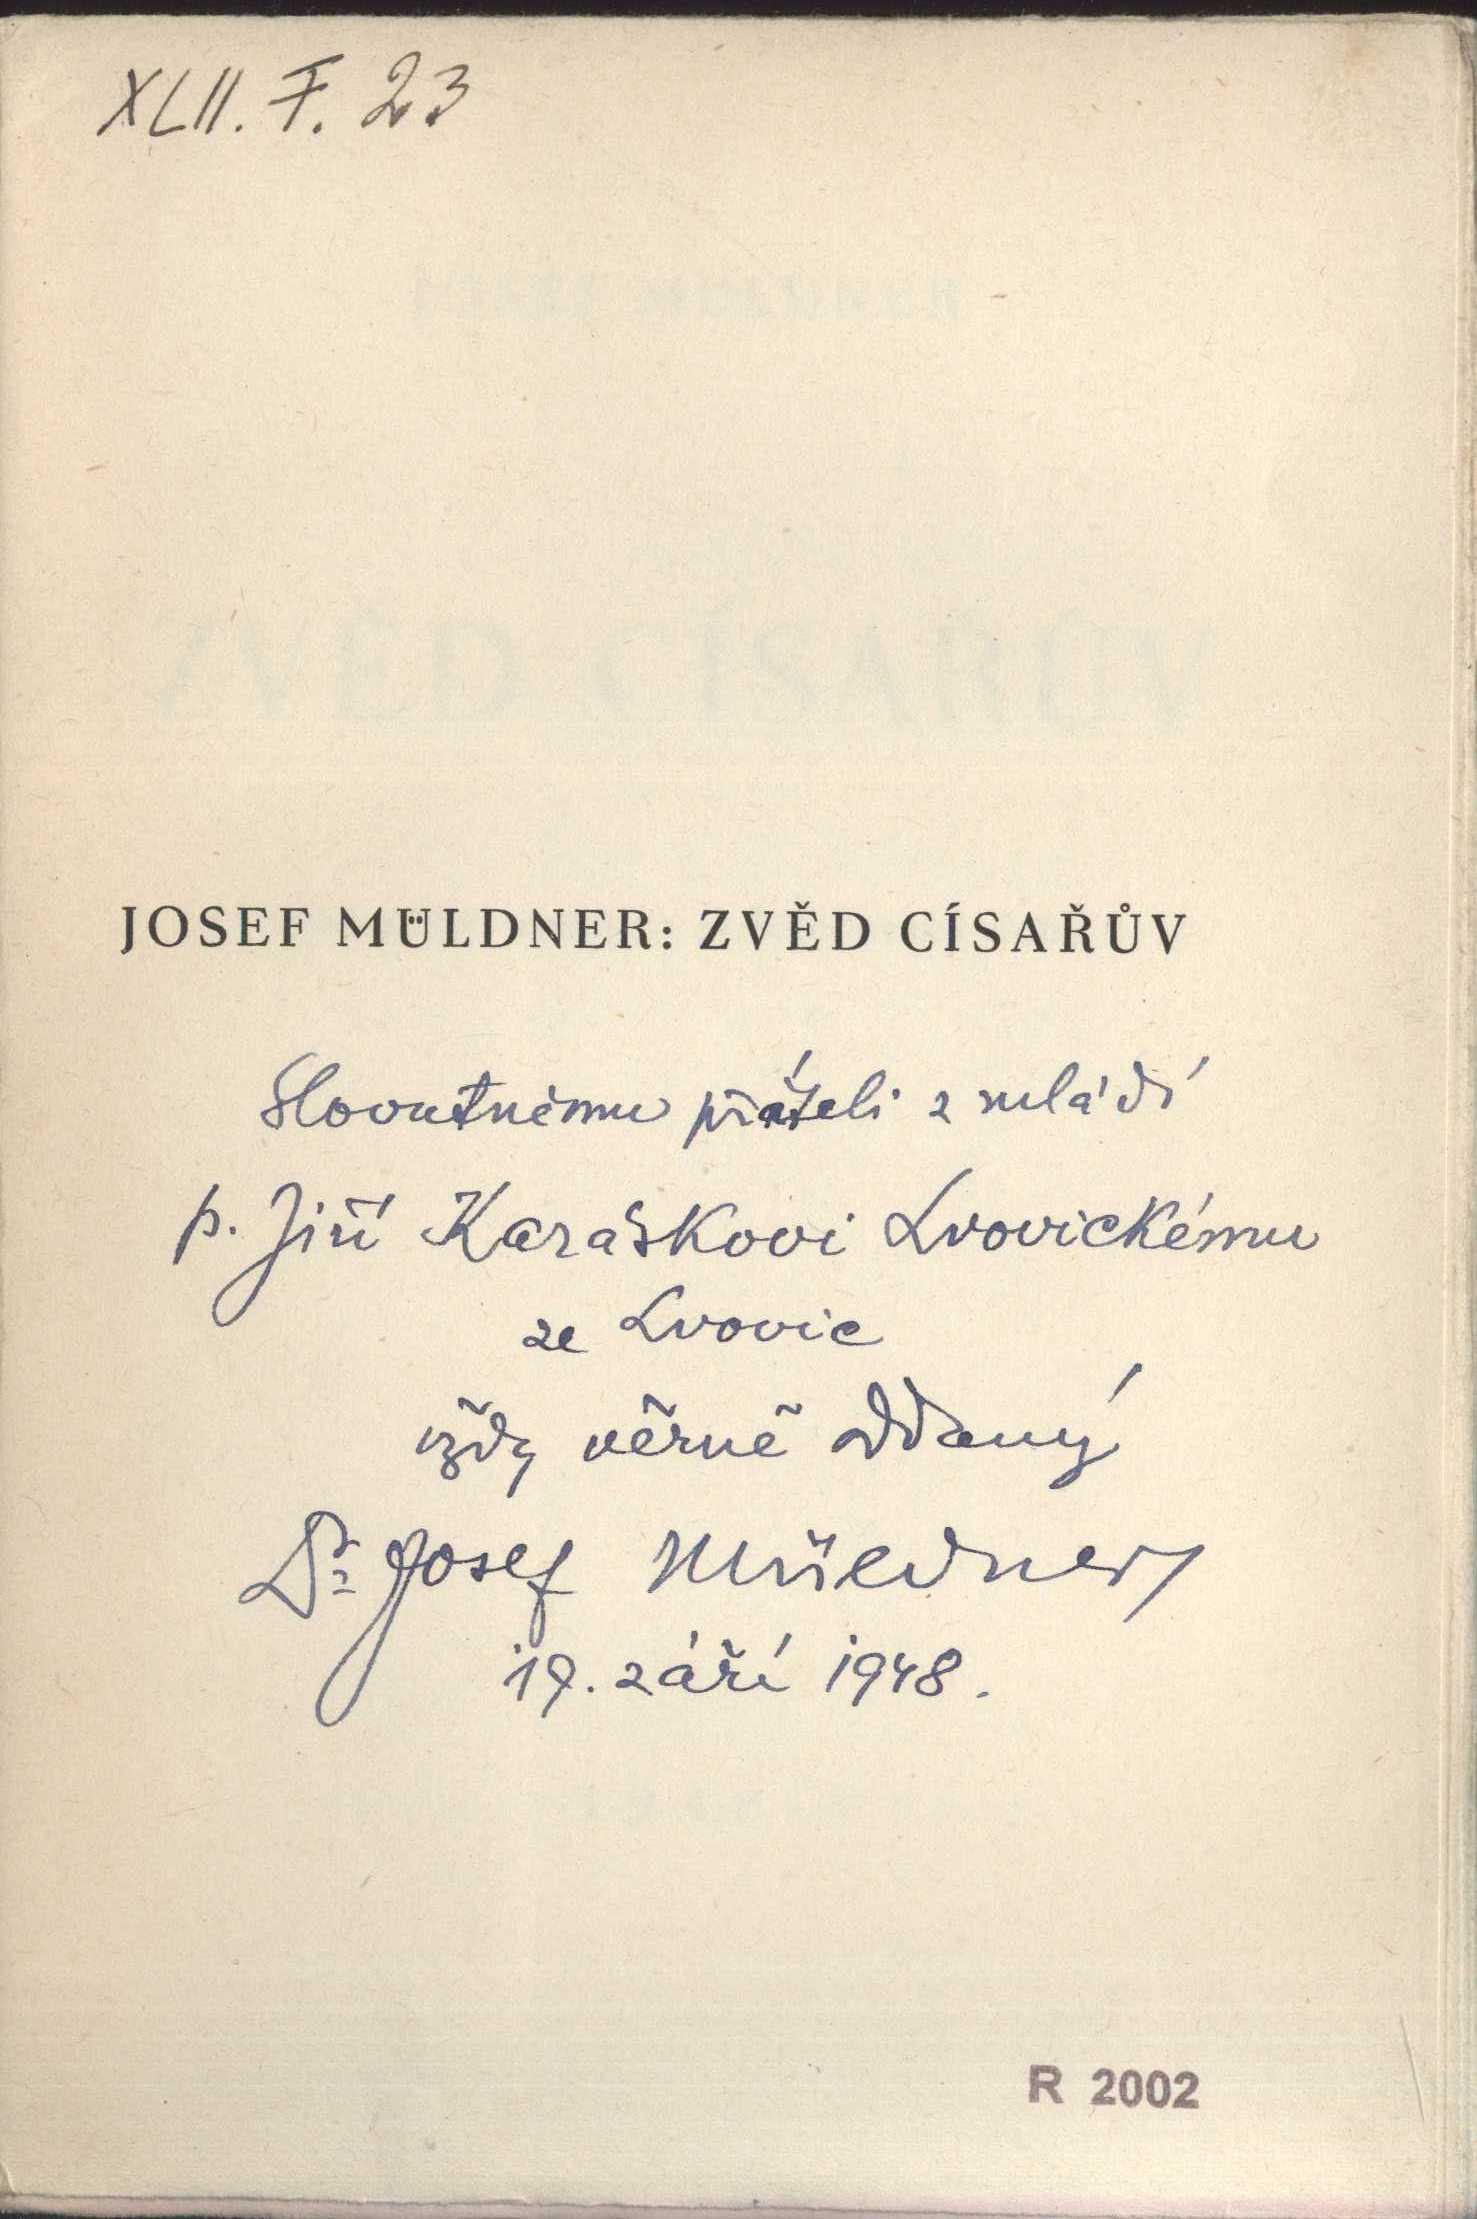 XLII. F. 23
JOSEF MÜLDNER: ZVĚD CÍSAŘŮV
Slovutnému příteli z mládí
p. Jiří Karáskovi Lvovickému
ze Lvovic
vždy věrně oddaný
Dr Josef Müldner
19. září 1948.
R 2002